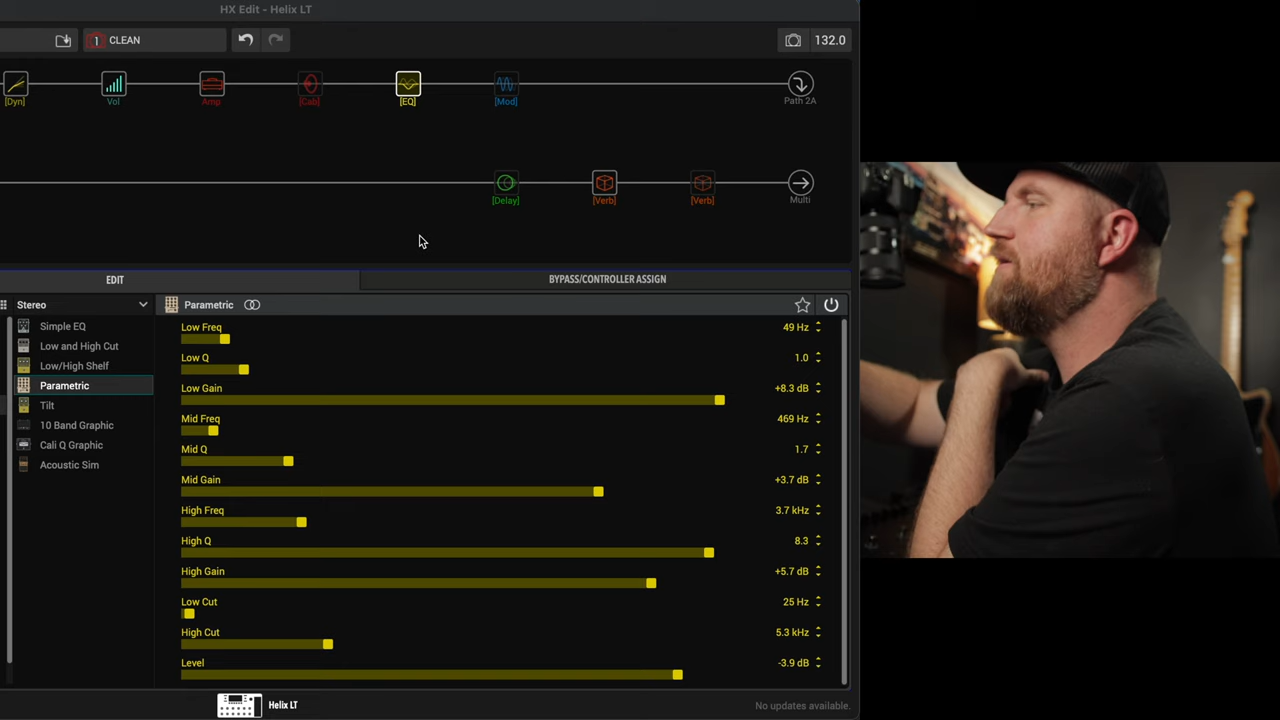 HX Edit - Helix LT
1 CLEAN
132.0
[Dyn] Vol Amp [Cab] [EQ] [Mod] Path 2A
[Delay] [Verb] [Verb] Multi
EDIT BYPASS/CONTROLLER ASSIGN
Stereo
Parametric
Simple EQ
Low and High Cut
Low/High Shelf
Parametric
Tilt
10 Band Graphic
Cali Q Graphic
Acoustic Sim
Low Freq 49 Hz
Low Q 1.0
Low Gain +8.3 dB
Mid Freq 469 Hz
Mid Q 1.7
Mid Gain +3.7 dB
High Freq 3.7 kHz
High Q 8.3
High Gain +5.7 dB
Low Cut 25 Hz
High Cut 5.3 kHz
Level -3.9 dB
Helix LT
No updates available.